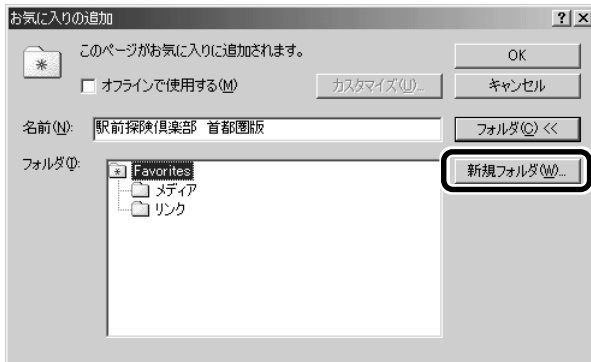 お気に入りの追加
このページがお気に入りに追加されます。
オフラインで使用する(M)
カスタマイズ(U)...
OK
キャンセル
名前(N):
駅前探険倶楽部 首都圏版
フォルダ(C) <<
フォルダ(I):
新規フォルダ(W)...
Favorites
メディア
リンク